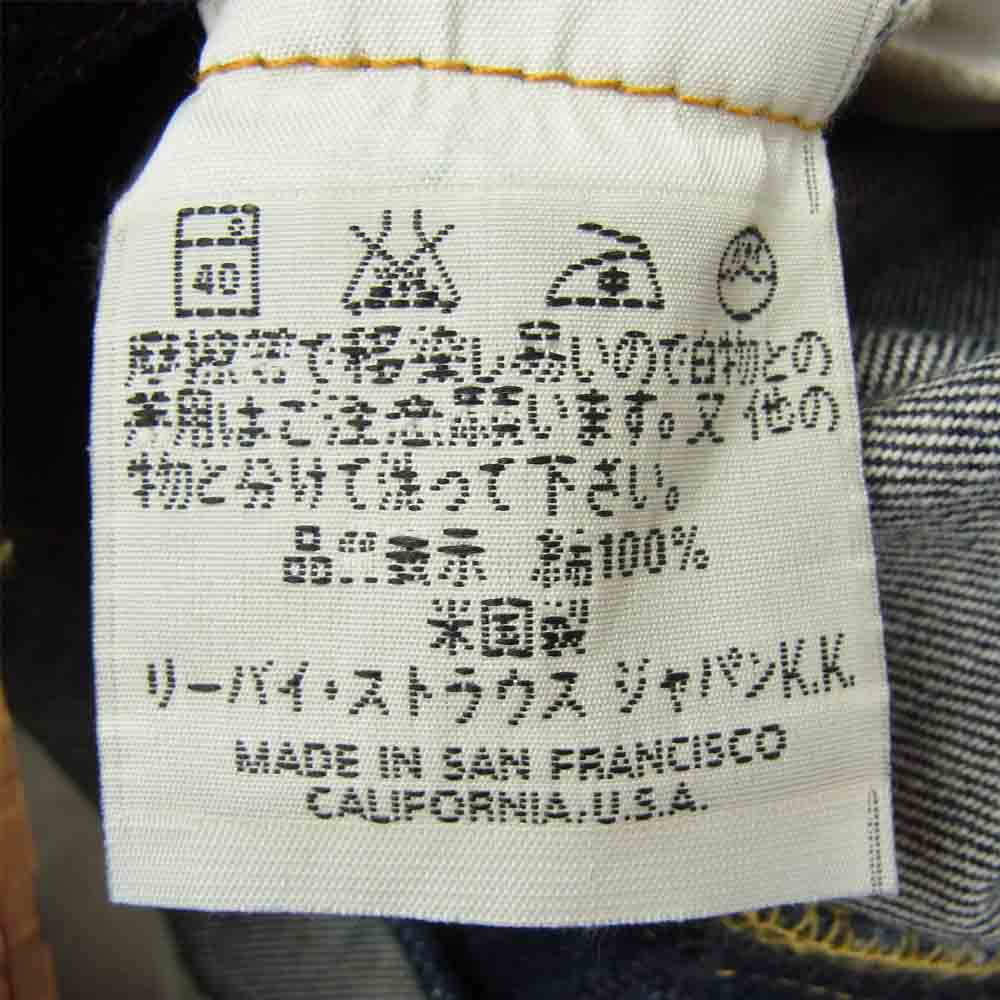 40
摩擦等で移染し易いので白物との
着用はご注意願います。又他の
物と分けて洗って下さい。
品質表示 綿100%
米国製
リーバイ・ストラウス ジャパンK.K.
MADE IN SAN FRANCISCO
CALIFORNIA,U.S.A.